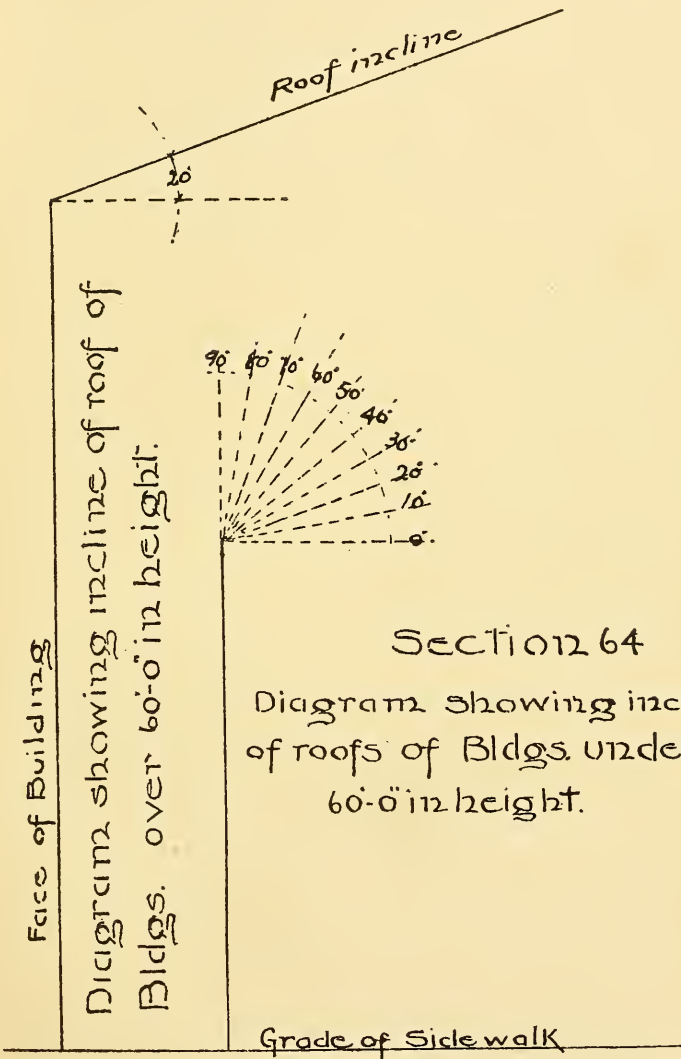 Roof incline
20°
Face of Building
Diagram showing incline of roof of
Bldgs. over 60'-0" in height.
90° 80° 70° 60°
50°
40°
30°
20°
10°
0°
Section 64
Diagram showing inc
of roofs of Bldgs. unde
60'-0" in height.
Grade of Sidewalk